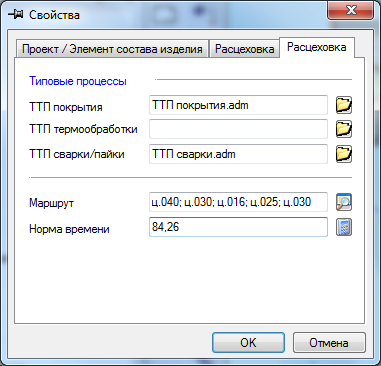 Свойства
Проект / Элемент состава изделия Расцеховка Расцеховка
Типовые процессы
ТТП покрытия ТТП покрытия.adm
ТТП термообработки
ТТП сварки/пайки ТТП сварки.adm
Маршрут ц.040; ц.030; ц.016; ц.025; ц.030
Норма времени 84,26
OK Отмена